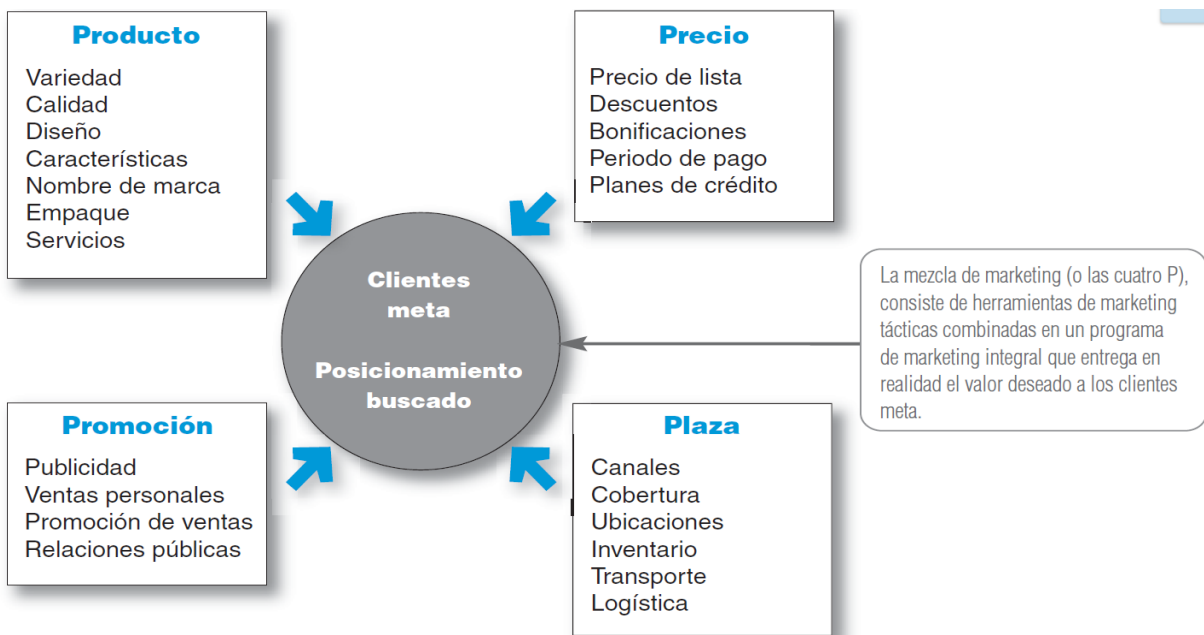 Producto
Variedad
Calidad
Diseño
Característícas
Nombre de marca
Empaque
Servicios
Precio
Precio de lista
Descuentos
Bonificaciones
Periodo de pago
Planes de crédito
Clientes
meta
Posicionamiento
buscado
La mezcla de marketing (o las cuatro P),
consiste de herramientas de marketing
tácticas combinadas en un programa
de marketing integral que entrega en
realidad el valor deseado a los clientes
meta.
Promoción
Publicidad
Ventas personales
Promoción de ventas
Relaciones públicas
Plaza
Canales
Cobertura
Ubicaciones
Inventario
Transporte
Logística